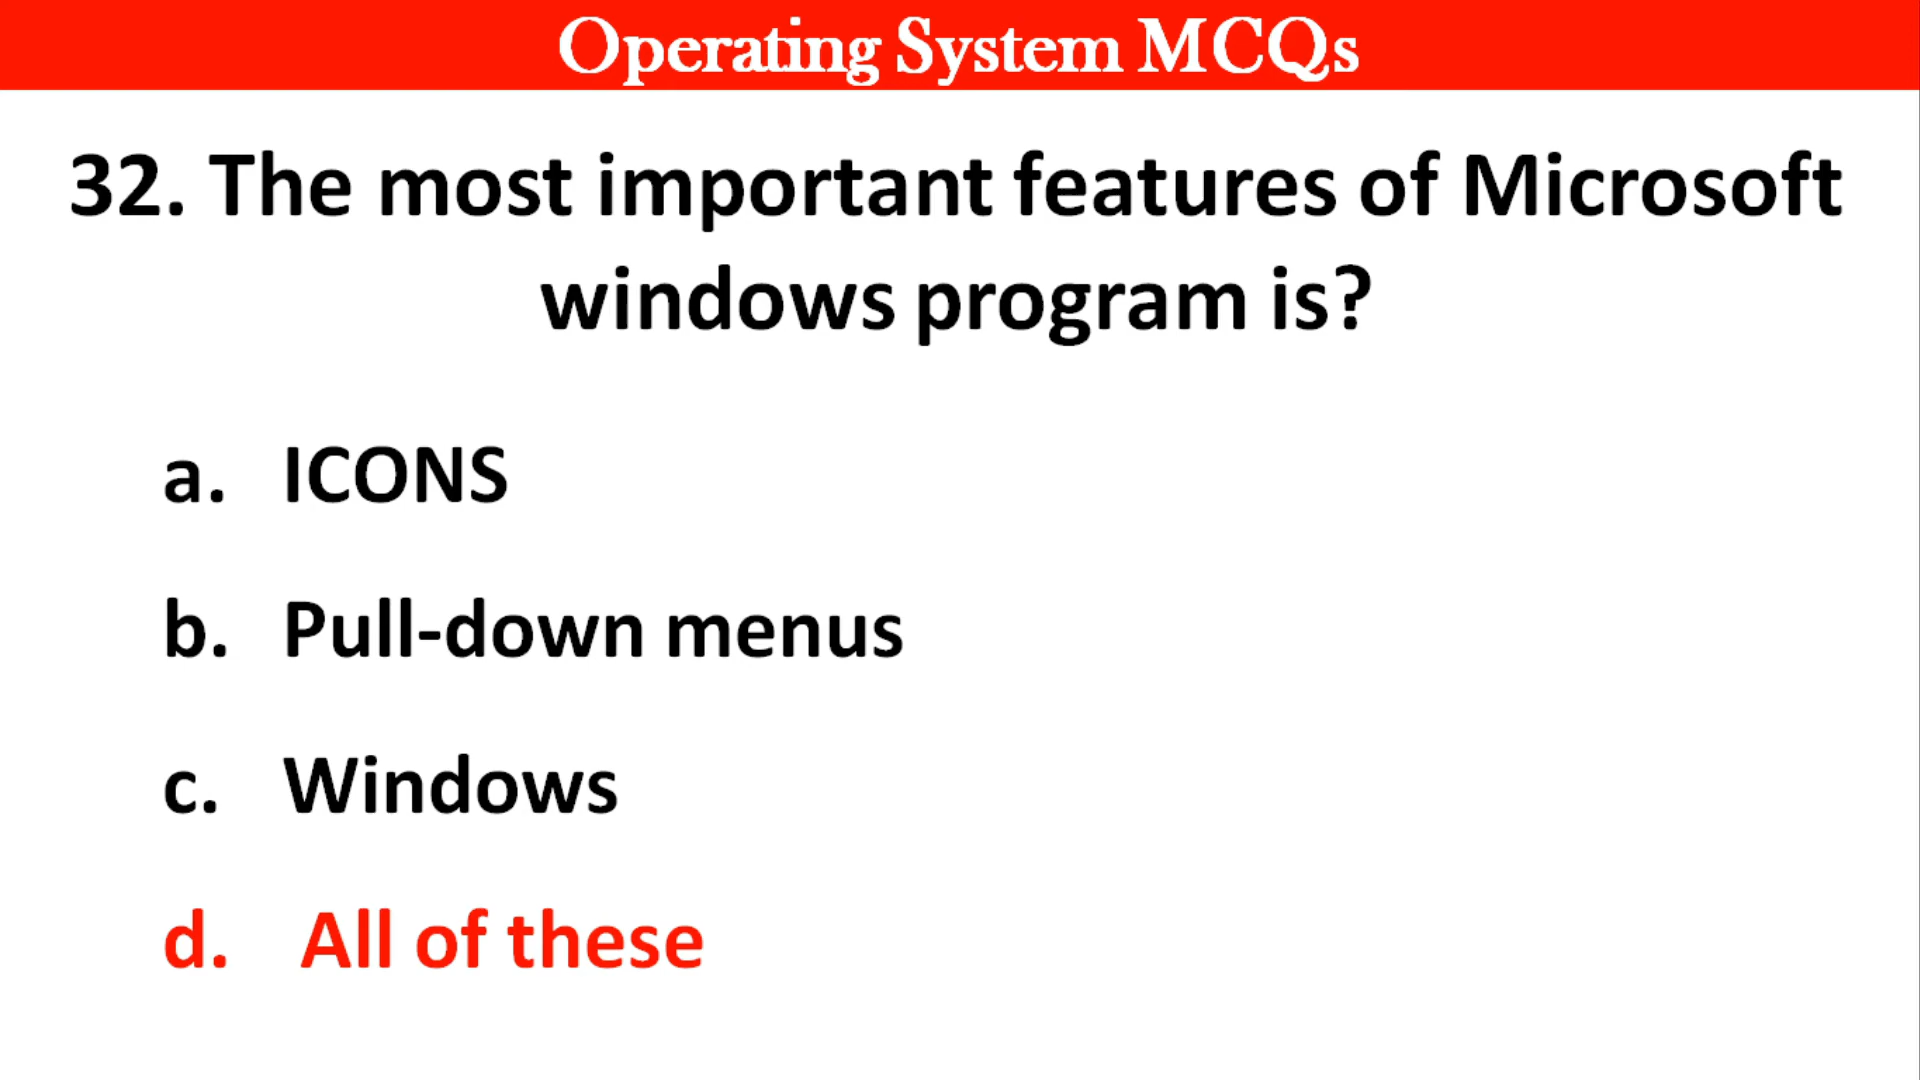 Operating System MCQs
32. The most important features of Microsoft
windows program is?
a. ICONS
b. Pull-down menus
c. Windows
d. All of these